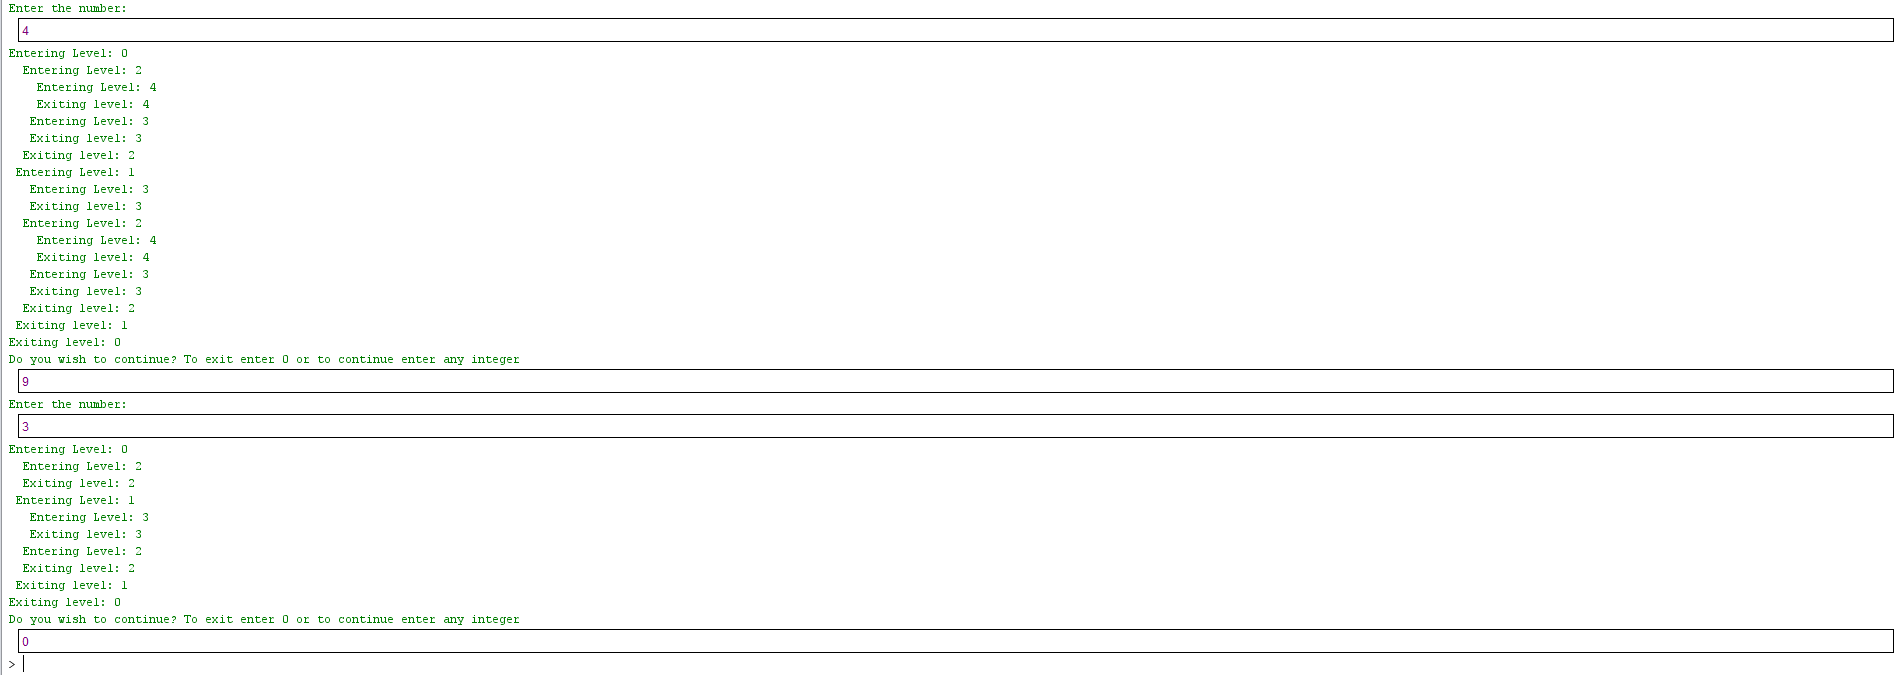 Enter the number:
4
Entering Level: 0
Entering Level: 2
Entering Level: 4
Exiting level: 4
Entering Level: 3
Exiting level: 3
Exiting level: 2
Entering Level: 1
Entering Level: 3
Exiting level: 3
Entering Level: 2
Entering Level: 4
Exiting level: 4
Entering Level: 3
Exiting level: 3
Exiting level: 2
Exiting level: 1
Exiting level: 0
Do you wish to continue? To exit enter 0 or to continue enter any integer
9
Enter the number:
3
Entering Level: 0
Entering Level: 2
Exiting level: 2
Entering Level: 1
Entering Level: 3
Exiting level: 3
Entering Level: 2
Exiting level: 2
Exiting level: 1
Exiting level: 0
Do you wish to continue? To exit enter 0 or to continue enter any integer
0
>